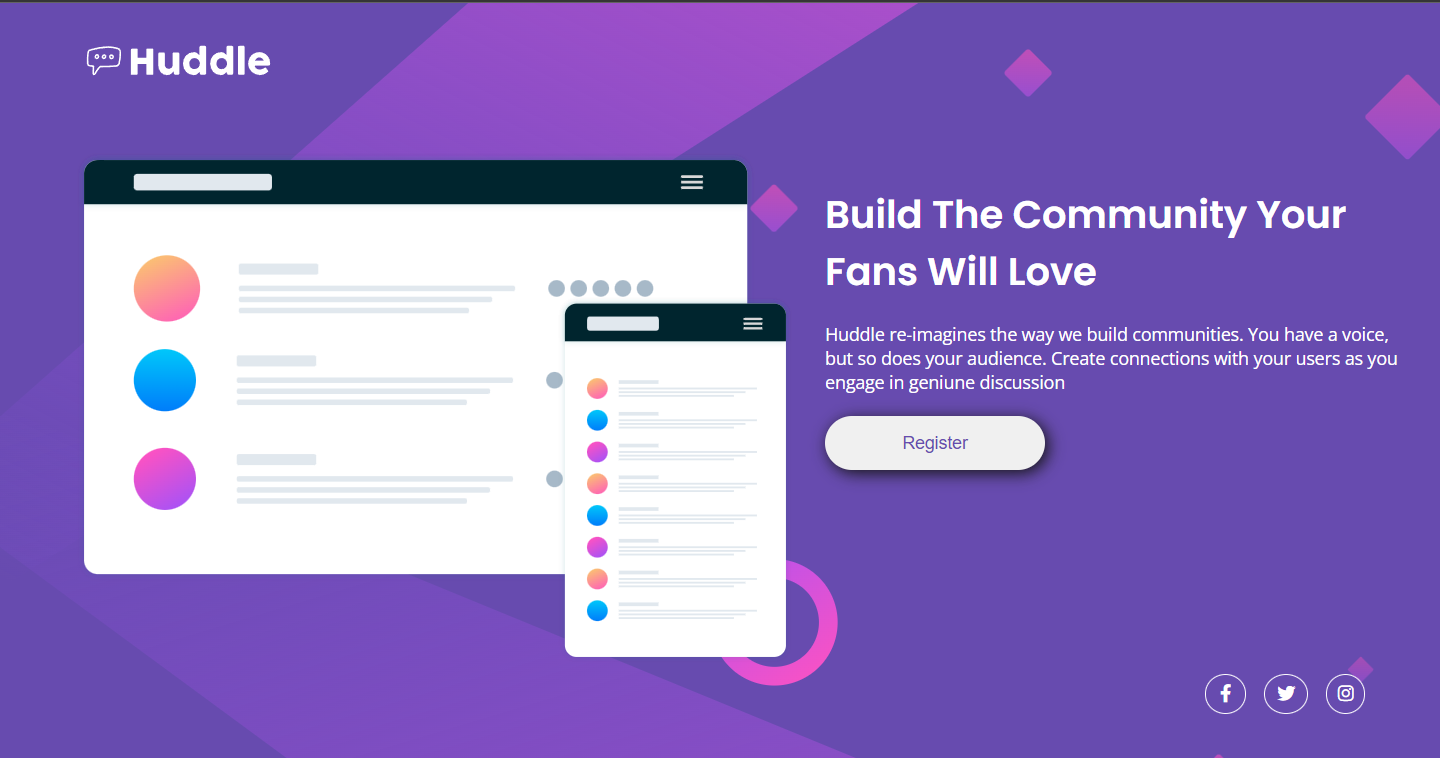 Huddle
Build The Community Your
Fans Will Love
Huddle re-imagines the way we build communities. You have a voice,
but so does your audience. Create connections with your users as you
engage in geniune discussion
Register